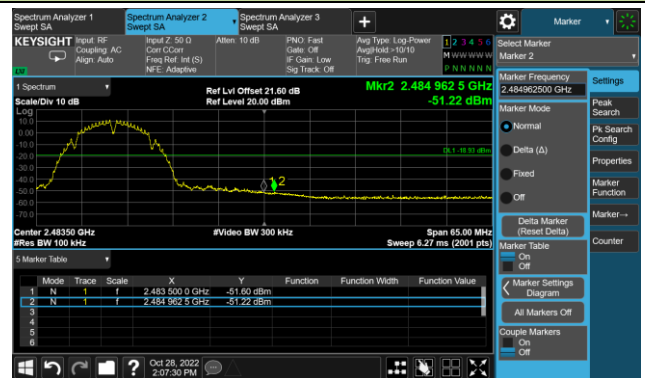 Spectrum Analyzer 1
Swept SA
Spectrum Analyzer 2
Swept SA
Spectrum Analyzer 3
Swept SA
Marker
KEYSIGHT
Input: RF
Coupling: AC
Align: Auto
Input Z: 50 Ω
Corr CCorr
Freq Ref: Int (S)
NFE: Adaptive
Atten: 10 dB
PNO: Fast
Gate: Off
IF Gain: Low
Sig Track: Off
Avg Type: Log-Power
Avg|Hold:>10/10
Trig: Free Run
1 2 3 4 5 6
M W W W W W
P N N N N N
LW
1 Spectrum
Scale/Div 10 dB
Ref Lvl Offset 21.60 dB
Ref Level 20.00 dBm
Mkr2 2.484 962 5 GHz
-51.22 dBm
Log
10.0
0.00
-10.0
-20.0
-30.0
-40.0
-50.0
-60.0
-70.0
DL1 -18.93 dBm
1 2
Center 2.48350 GHz
#Res BW 100 kHz
#Video BW 300 kHz
Span 65.00 MHz
Sweep 6.27 ms (2001 pts)
5 Marker Table
Mode Trace Scale X Y Function Function Width Function Value
1 N 1 f 2.483 500 0 GHz -51.60 dBm
2 N 1 f 2.484 962 5 GHz -51.22 dBm
3
4
5
6
Select Marker
Marker 2
Marker Frequency
2.484962500 GHz
Marker Mode
Normal
Delta (Δ)
Fixed
Off
Delta Marker
(Reset Delta)
Marker Table
On
Off
Marker Settings
Diagram
All Markers Off
Couple Markers
On
Off
Settings
Peak
Search
Pk Search
Config
Properties
Marker
Function
Marker→
Counter
?
Oct 28, 2022
2:07:30 PM